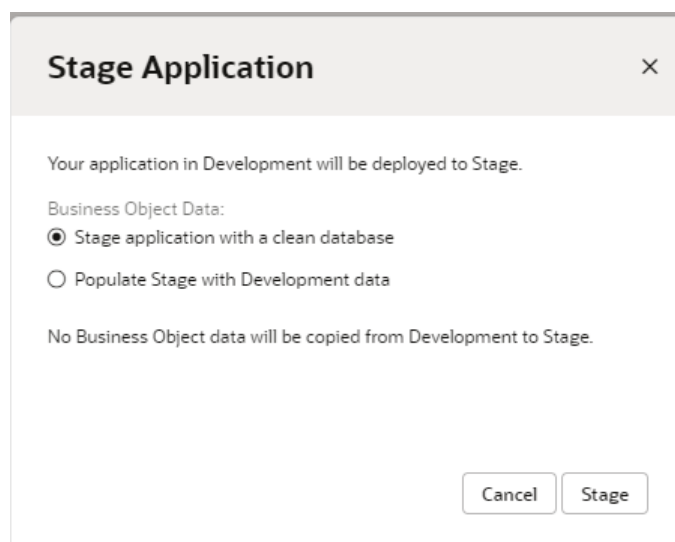 Stage Application
Your application in Development will be deployed to Stage.
Business Object Data:
Stage application with a clean database
Populate Stage with Development data
No Business Object data will be copied from Development to Stage.
Cancel Stage